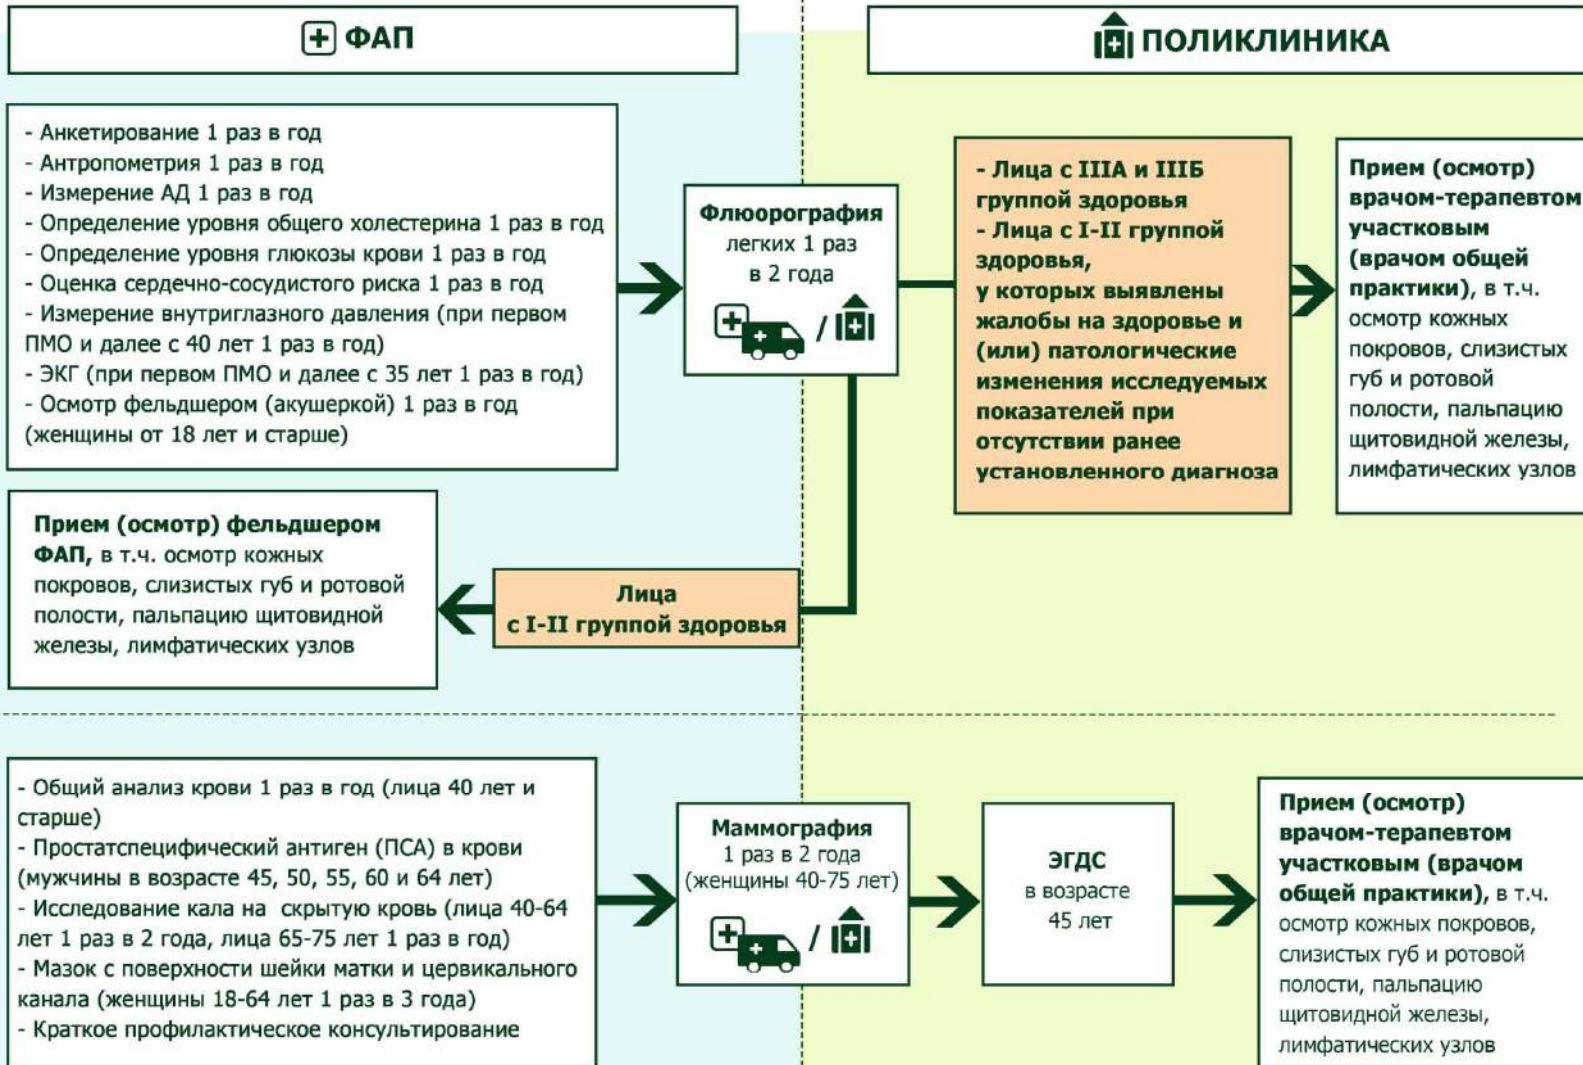 ФАП
ПОЛИКЛИНИКА
- Анкетирование 1 раз в год
- Антропометрия 1 раз в год
- Измерение АД 1 раз в год
- Определение уровня общего холестерина 1 раз в год
- Определение уровня глюкозы крови 1 раз в год
- Оценка сердечно-сосудистого риска 1 раз в год
- Измерение внутриглазного давления (при первом
ПМО и далее с 40 лет 1 раз в год)
- ЭКГ (при первом ПМО и далее с 35 лет 1 раз в год)
- Осмотр фельдшером (акушеркой) 1 раз в год
(женщины от 18 лет и старше)
Флюорография
легких 1 раз
в 2 года
/
- Лица с IIIА и IIIБ
группой здоровья
- Лица с I-II группой
здоровья,
у которых выявлены
жалобы на здоровье и
(или) патологические
изменения исследуемых
показателей при
отсутствии ранее
установленного диагноза
Прием (осмотр)
врачом-терапевтом
участковым
(врачом общей
практики), в т.ч.
осмотр кожных
покровов, слизистых
губ и ротовой
полости, пальпацию
щитовидной железы,
лимфатических узлов
Прием (осмотр) фельдшером
ФАП, в т.ч. осмотр кожных
покровов, слизистых губ и ротовой
полости, пальпацию щитовидной
железы, лимфатических узлов
Лица
с I-II группой здоровья
- Общий анализ крови 1 раз в год (лица 40 лет и
старше)
- Простатспецифический антиген (ПСА) в крови
(мужчины в возрасте 45, 50, 55, 60 и 64 лет)
- Исследование кала на скрытую кровь (лица 40-64
лет 1 раз в 2 года, лица 65-75 лет 1 раз в год)
- Мазок с поверхности шейки матки и цервикального
канала (женщины 18-64 лет 1 раз в 3 года)
- Краткое профилактическое консультирование
Маммография
1 раз в 2 года
(женщины 40-75 лет)
/
ЭГДС
в возрасте
45 лет
Прием (осмотр)
врачом-терапевтом
участковым (врачом
общей практики), в т.ч.
осмотр кожных покровов,
слизистых губ и ротовой
полости, пальпацию
щитовидной железы,
лимфатических узлов